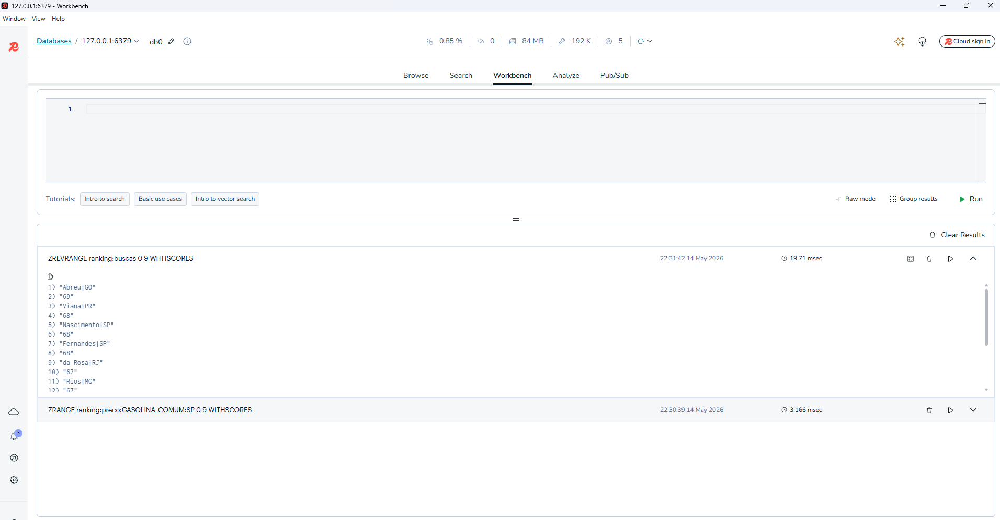 127.0.0.1:6379 - Workbench
Window View Help
Databases / 127.0.0.1:6379 db0 0.85 % 0 84 MB 192 K 5 Cloud sign in
Browse Search Workbench Analyze Pub/Sub
1
Tutorials: Intro to search Basic use cases Intro to vector search -r Raw mode Group results Run
Clear Results
ZREVRANGE ranking:buscas 0 9 WITHSCORES 22:31:42 14 May 2026 19.71 msec
1) "Abreu|GO"
2) "69"
3) "Viana|PR"
4) "68"
5) "Nascimento|SP"
6) "68"
7) "Fernandes|SP"
8) "68"
9) "da Rosa|RJ"
10) "67"
11) "Rios|MG"
12) "67"
ZRANGE ranking:preco:GASOLINA_COMUM:SP 0 9 WITHSCORES 22:30:39 14 May 2026 3.166 msec
3